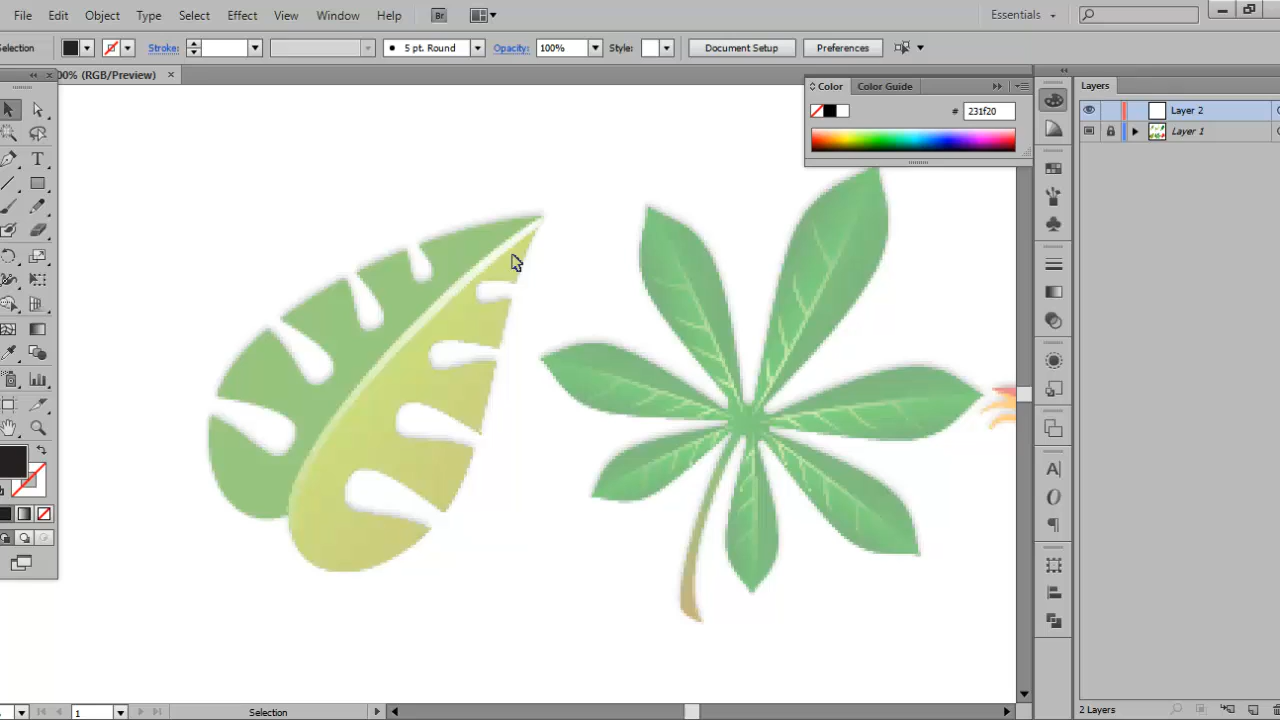 File Edit Object Type Select Effect View Window Help Br Essentials
Selection Stroke: 5 pt. Round Opacity: 100% Style: Document Setup Preferences
00% (RGB/Preview)
Color Color Guide
# 231f20
Layers
Layer 2
Layer 1
1 Selection 2 Layers